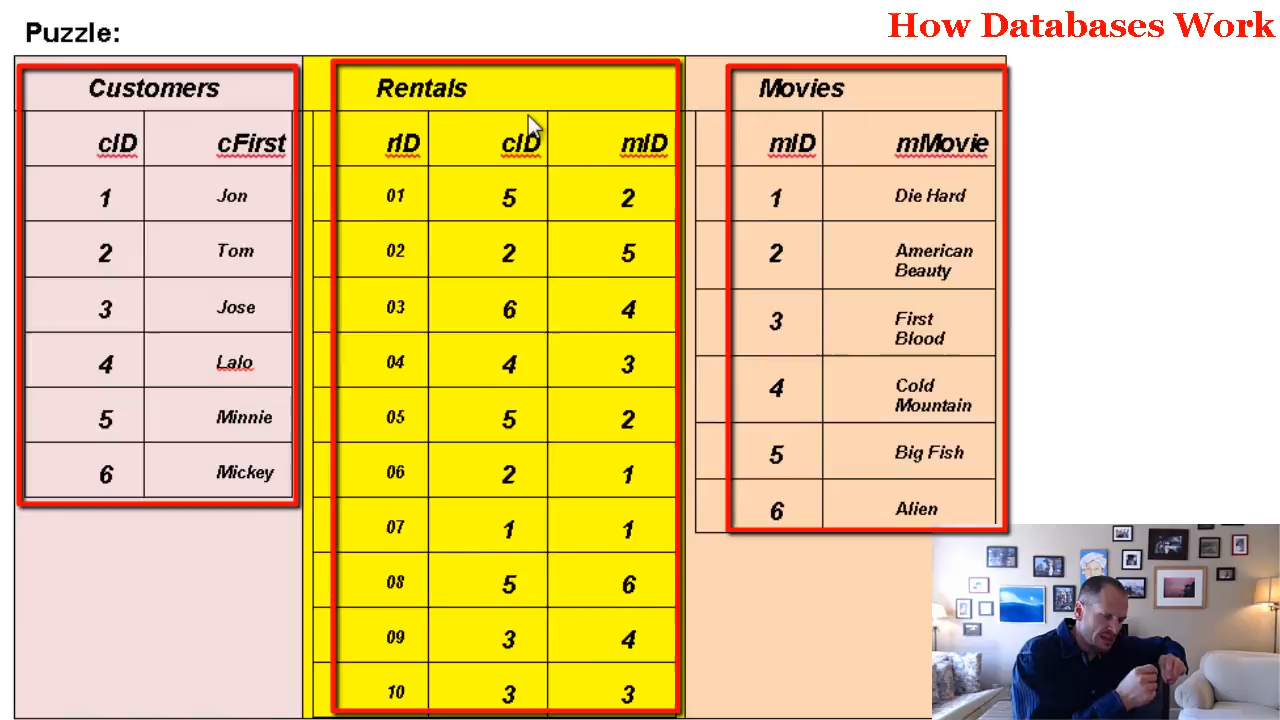 Puzzle:
How Databases Work
Customers
cID cFirst
1 Jon
2 Tom
3 Jose
4 Lalo
5 Minnie
6 Mickey
Rentals
rID cID mID
01 5 2
02 2 5
03 6 4
04 4 3
05 5 2
06 2 1
07 1 1
08 5 6
09 3 4
10 3 3
Movies
mID mMovie
1 Die Hard
2 American
Beauty
3 First
Blood
4 Cold
Mountain
5 Big Fish
6 Alien